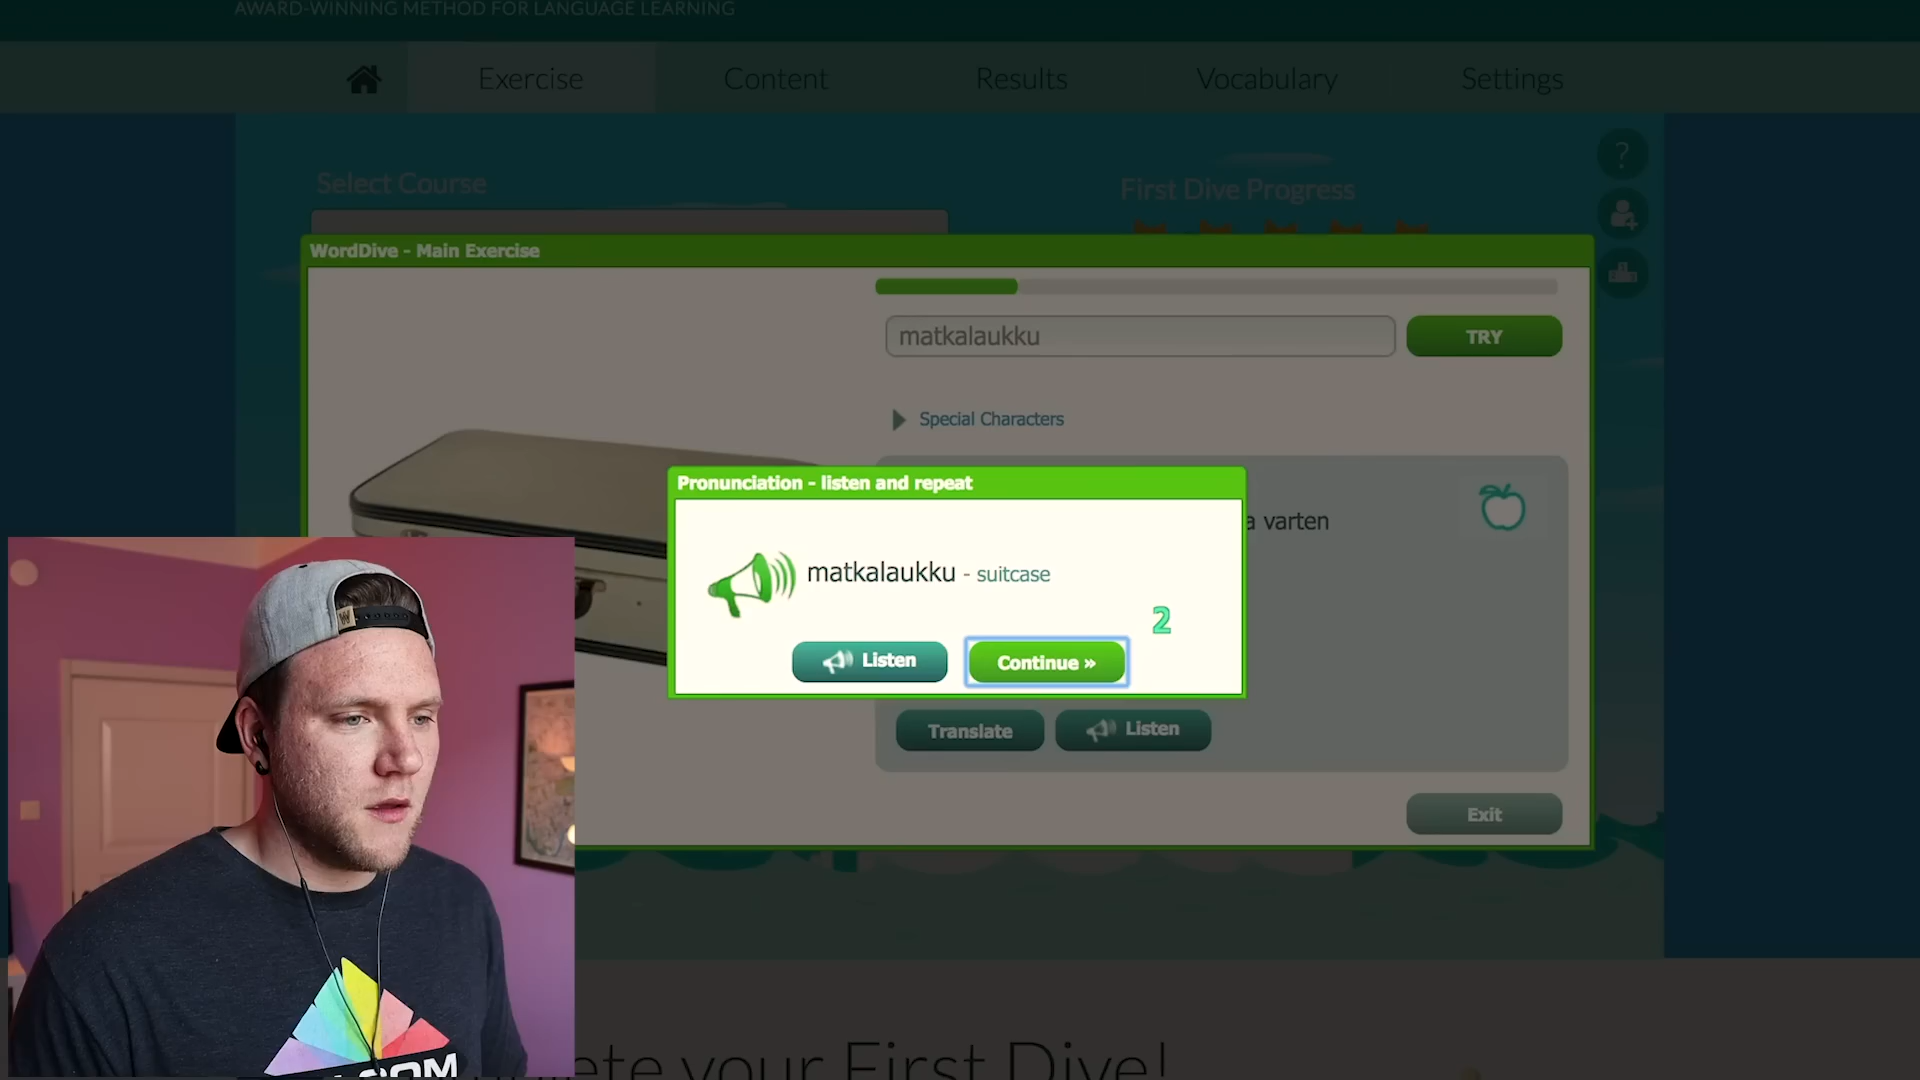 AWARD-WINNING METHOD FOR LANGUAGE LEARNING
Exercise Content Results Vocabulary Settings
Select Course
First Dive Progress
?
WordDive - Main Exercise
matkalaukku
TRY
Special Characters
Pronunciation - listen and repeat
a varten
matkalaukku - suitcase
2
Listen
Continue »
Translate
Listen
Exit
your First Dive!